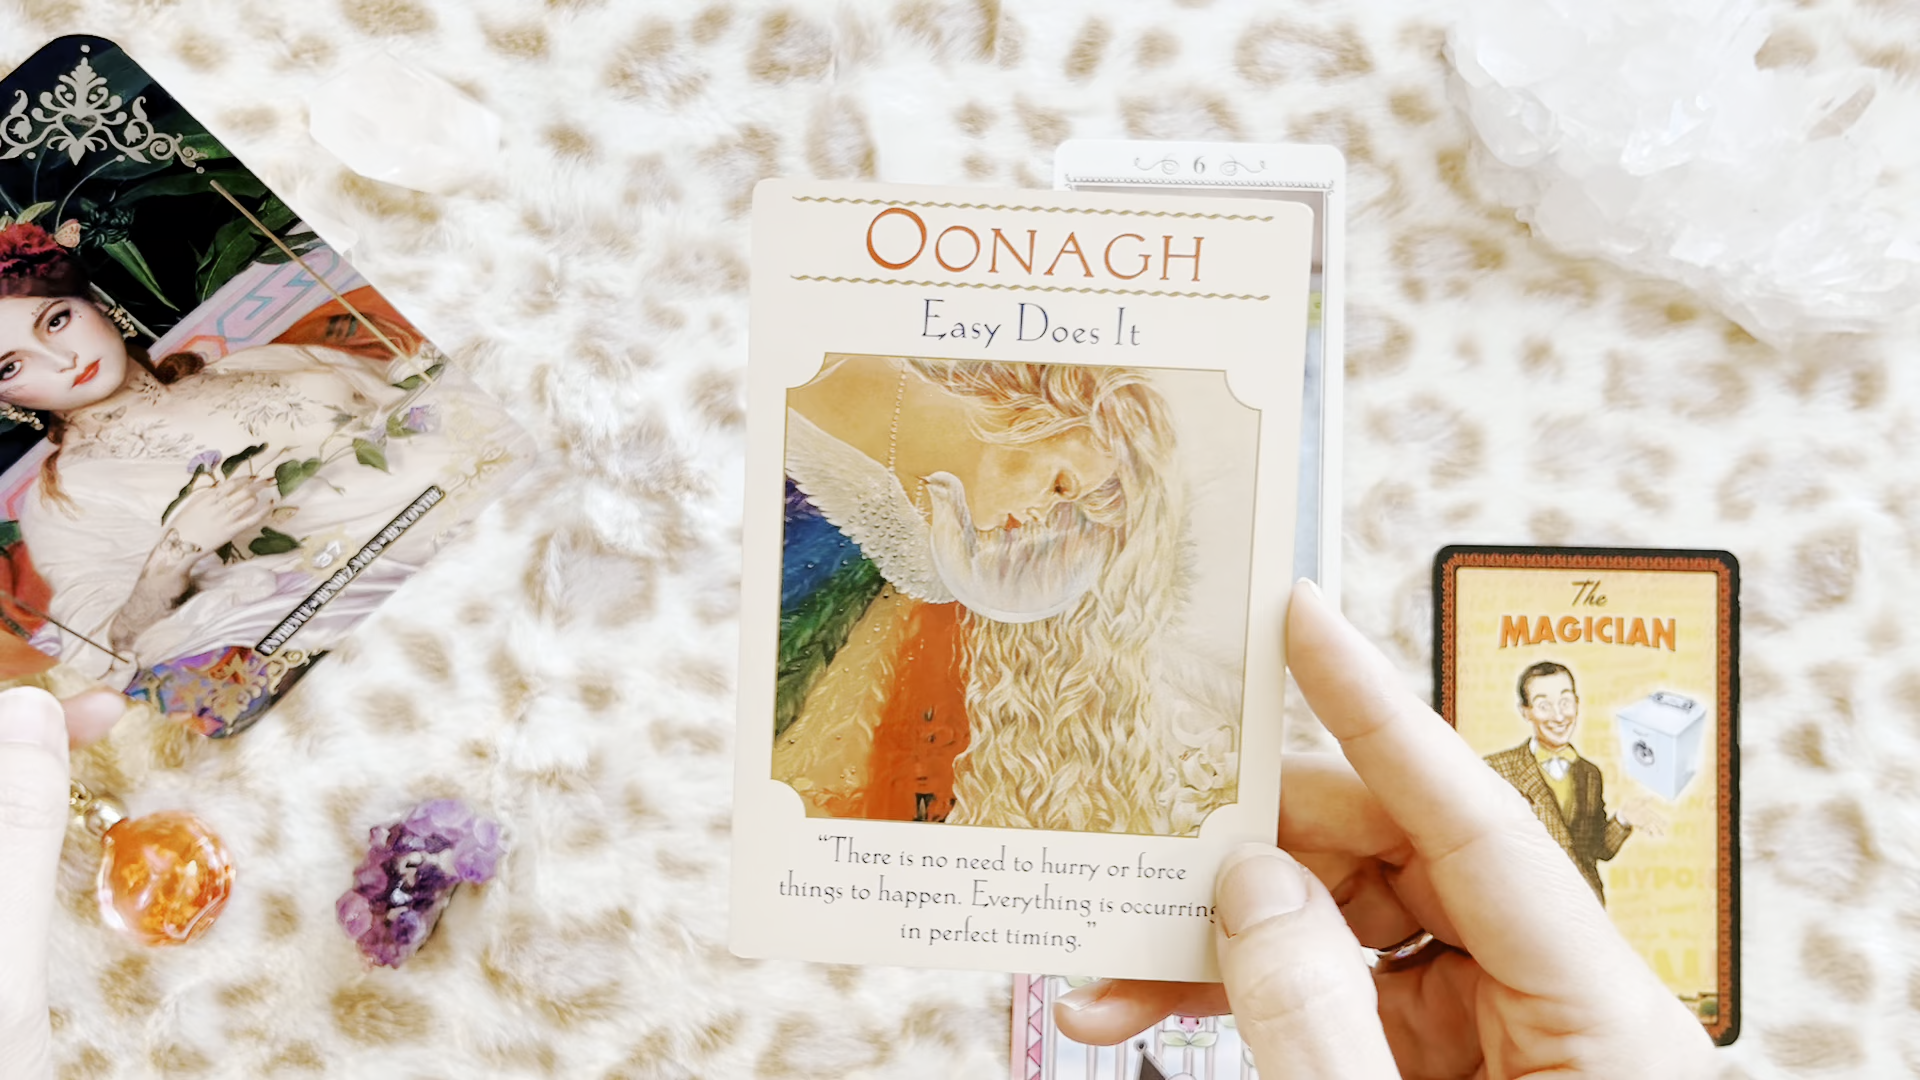 6
OONAGH
Easy Does It
“There is no need to hurry or force
things to happen. Everything is occurring
in perfect timing.”
The
MAGICIAN
37